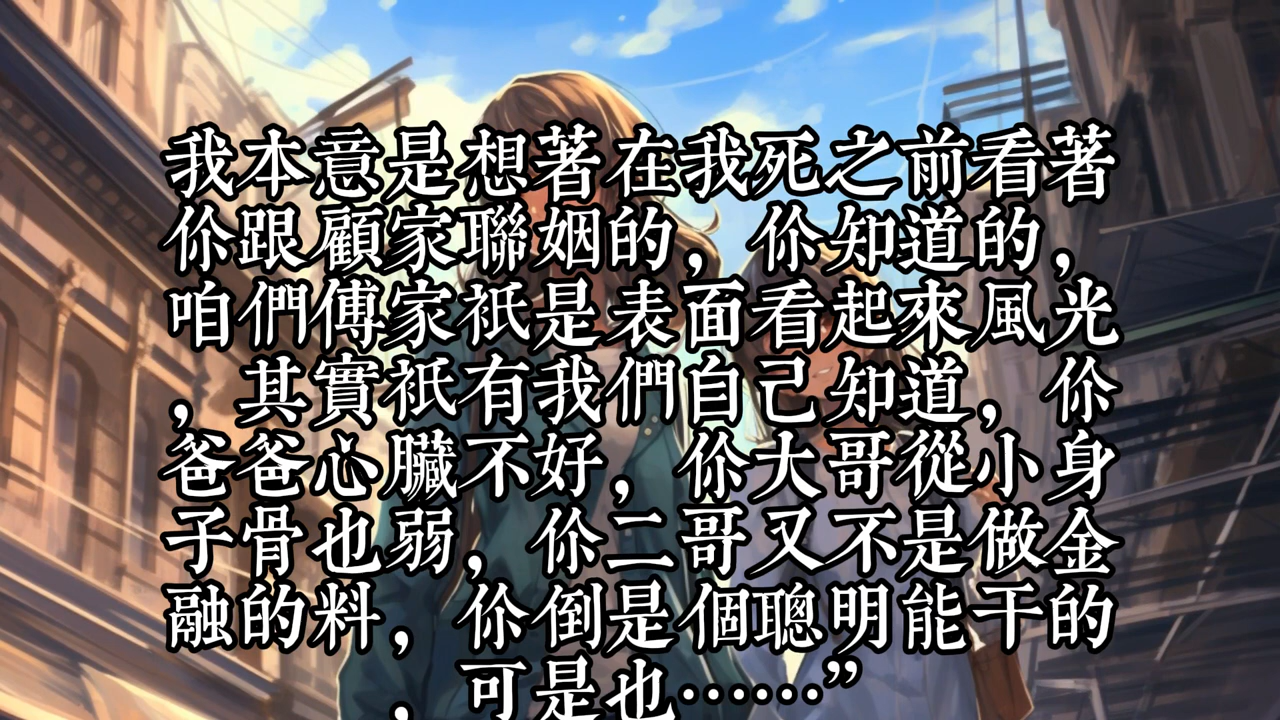 我本意是想著在我死之前看著
你跟顧家聯姻的，你知道的，
咱們傅家衹是表面看起來風光
，其實衹有我們自己知道，你
爸爸心臟不好，你大哥從小身
子骨也弱，你二哥又不是做金
融的料，你倒是個聰明能干的
，可是也……”